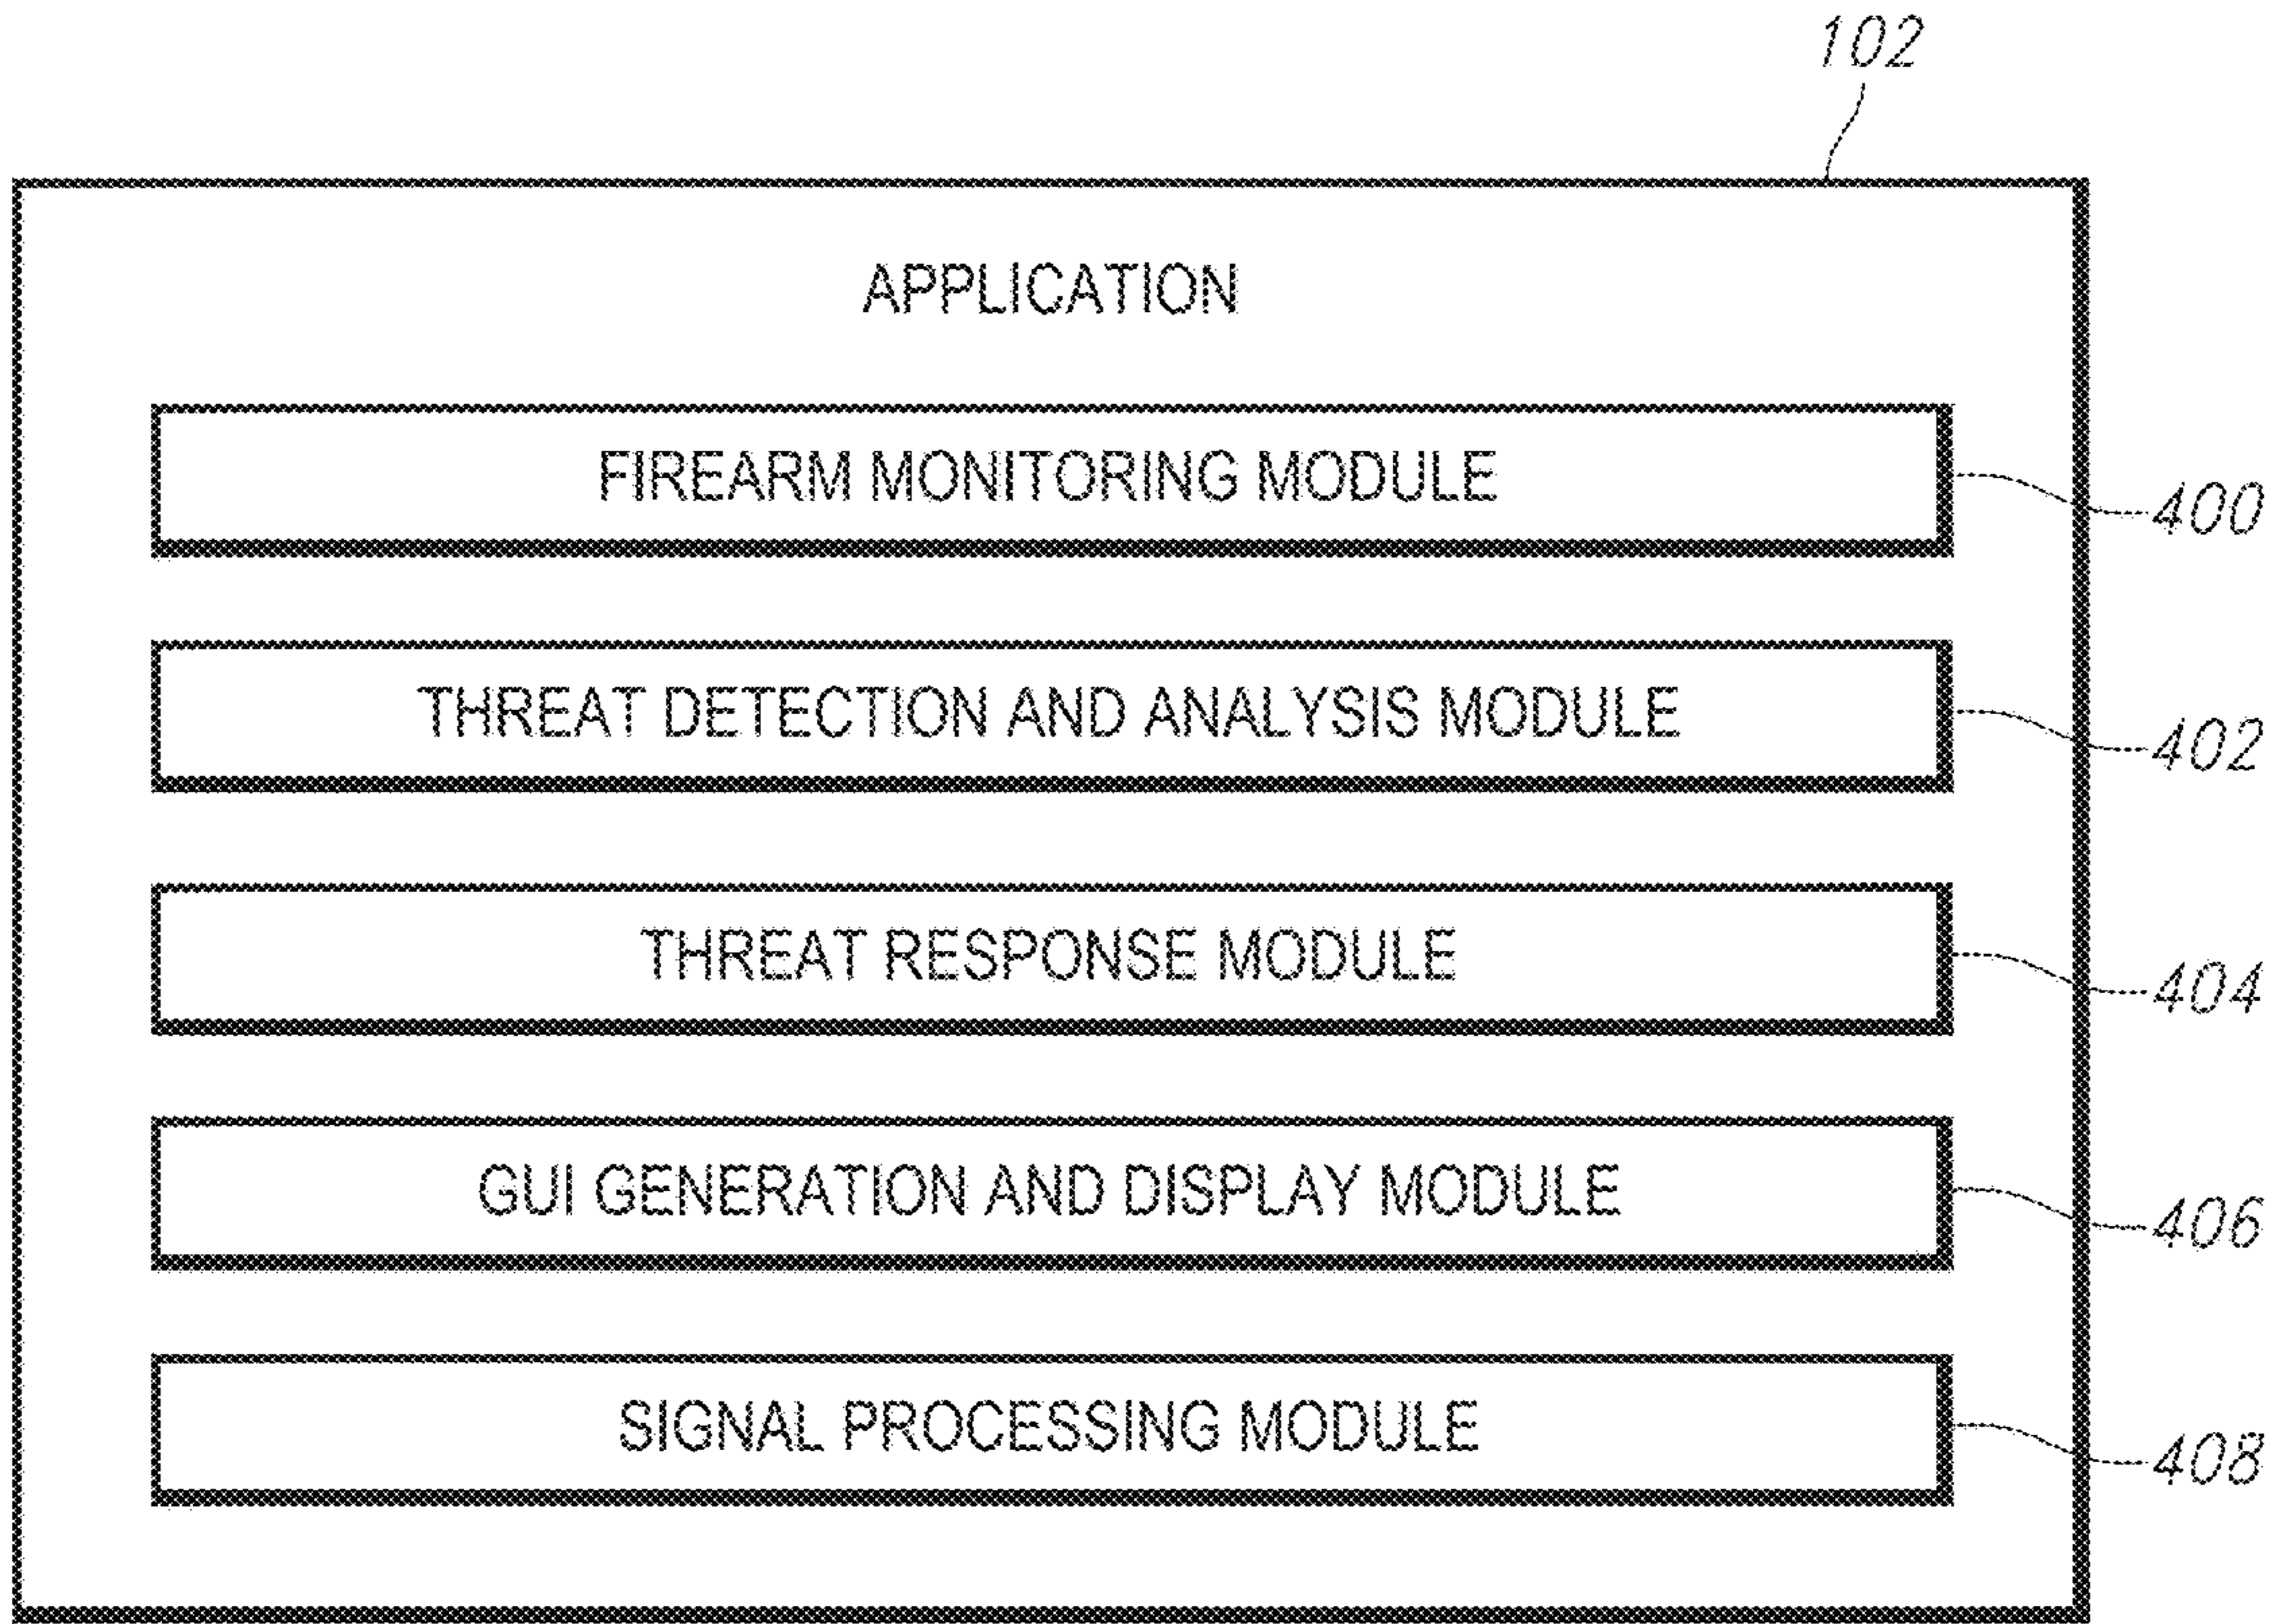 102
APPLICATION
FIREARM MONITORING MODULE
400
THREAT DETECTION AND ANALYSIS MODULE
402
THREAT RESPONSE MODULE
404
GUI GENERATION AND DISPLAY MODULE
406
SIGNAL PROCESSING MODULE
408